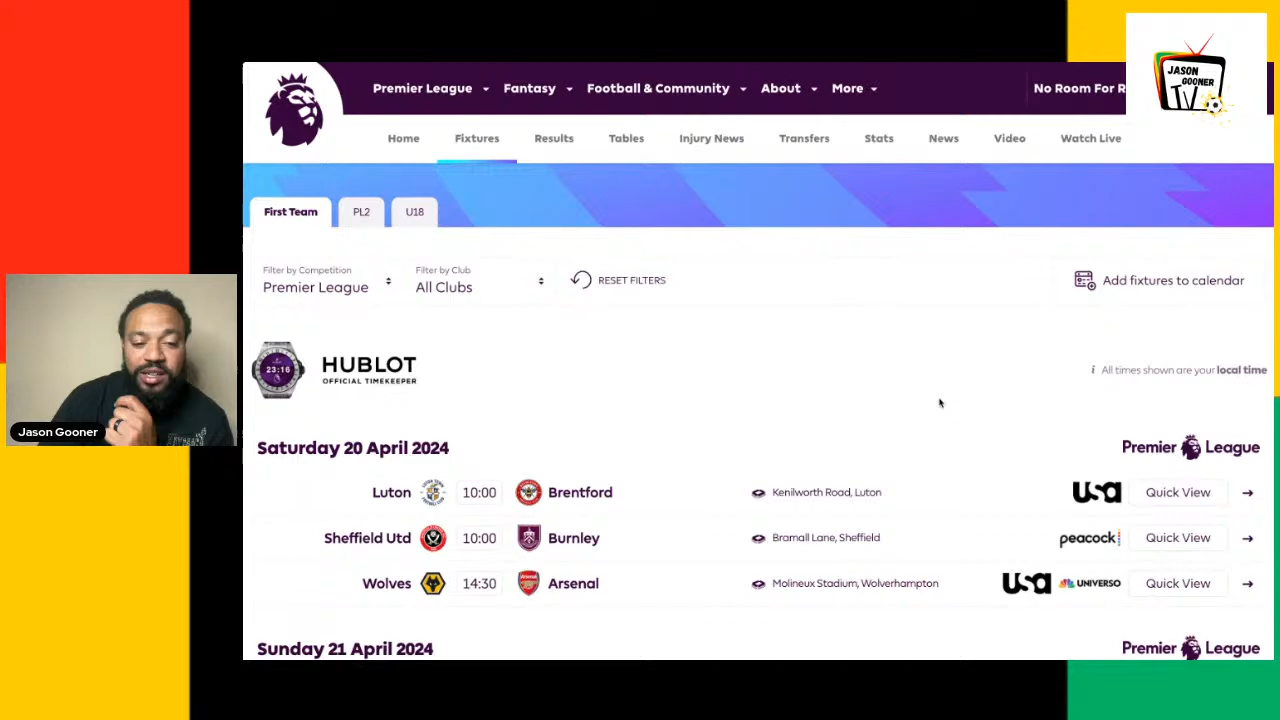 JASON
GOONER
TV
Premier League Fantasy Football & Community About More No Room For R
Home Fixtures Results Tables Injury News Transfers Stats News Video Watch Live
First Team PL2 U18
Filter by Competition Filter by Club
Premier League All Clubs RESET FILTERS Add fixtures to calendar
23:16 HUBLOT
OFFICIAL TIMEKEEPER
i All times shown are your local time
Jason Gooner
Saturday 20 April 2024 Premier League
Luton 10:00 Brentford Kenilworth Road, Luton usa Quick View
Sheffield Utd 10:00 Burnley Bramall Lane, Sheffield peacock Quick View
Wolves 14:30 Arsenal Molineux Stadium, Wolverhampton usa UNIVERSO Quick View
Sunday 21 April 2024 Premier League